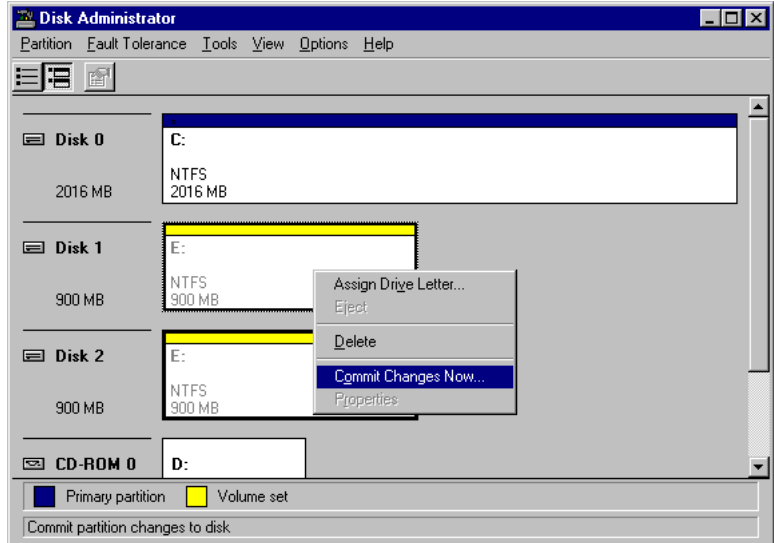 Disk Administrator
Partition Fault Tolerance Tools View Options Help
Disk 0
2016 MB
C:
NTFS
2016 MB
Disk 1
900 MB
E:
NTFS
900 MB
Assign Drive Letter...
Eject
Delete
Commit Changes Now...
Properties
Disk 2
900 MB
E:
NTFS
900 MB
CD-ROM 0
D:
Primary partition Volume set
Commit partition changes to disk